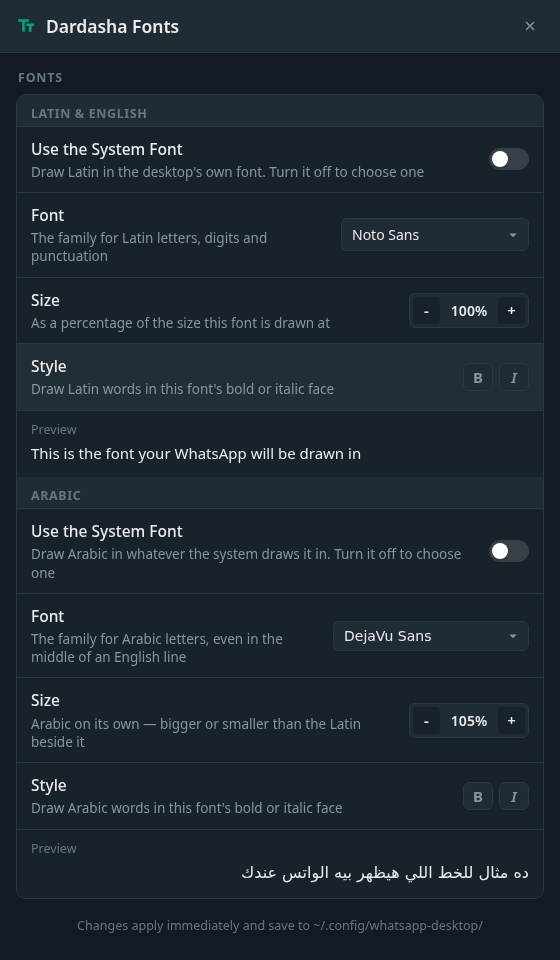 Dardasha Fonts
FONTS
LATIN & ENGLISH
Use the System Font
Draw Latin in the desktop's own font. Turn it off to choose one
Font
The family for Latin letters, digits and
punctuation
Noto Sans
Size
As a percentage of the size this font is drawn at
- 100% +
Style
Draw Latin words in this font's bold or italic face
B I
Preview
This is the font your WhatsApp will be drawn in
ARABIC
Use the System Font
Draw Arabic in whatever the system draws it in. Turn it off to choose
one
Font
The family for Arabic letters, even in the
middle of an English line
DejaVu Sans
Size
Arabic on its own — bigger or smaller than the Latin
beside it
- 105% +
Style
Draw Arabic words in this font's bold or italic face
B I
Preview
ده مثال للخط اللي هيظهر بيه الواتس عندك
Changes apply immediately and save to ~/.config/whatsapp-desktop/